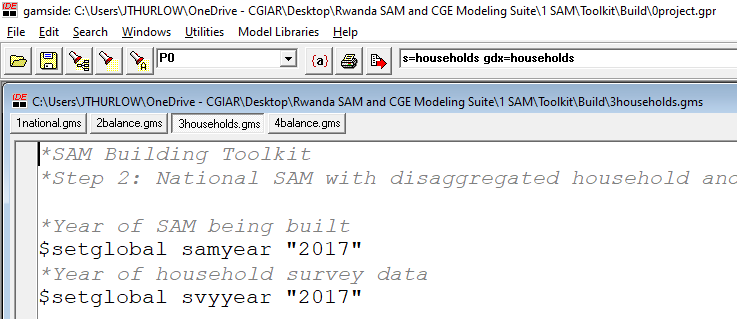 gamside: C:\Users\JTHURLOW\OneDrive - CGIAR\Desktop\Rwanda SAM and CGE Modeling Suite\1 SAM\Toolkit\Build\0project.gpr
File Edit Search Windows Utilities Model Libraries Help
P0 {a} s=households gdx=households
IDE C:\Users\JTHURLOW\OneDrive - CGIAR\Desktop\Rwanda SAM and CGE Modeling Suite\1 SAM\Toolkit\Build\3households.gms
1national.gms 2balance.gms 3households.gms 4balance.gms
*SAM Building Toolkit
*Step 2: National SAM with disaggregated household and
*Year of SAM being built
$setglobal samyear "2017"
*Year of household survey data
$setglobal svyyear "2017"